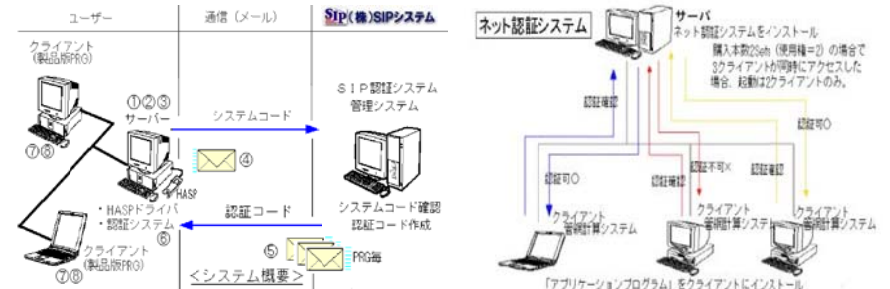 ユーザー
通信（メール）
SIP（株）SIPシステム
クライアント
（製品版PRG）
①②③
サーバー
⑦⑧
システムコード
④
SIP認証システム
管理システム
HASP
・HASPドライバ
・認証システム
⑥
認証コード
システムコード確認
認証コード作成
クライアント
（製品版PRG）
⑦⑧
⑤
PRG毎
＜システム概要＞
ネット認証システム
サーバ
ネット認証システムをインストール
購入本数2Set（使用権=2）の場合で
3クライアントが同時にアクセスした
場合、起動は2クライアントのみ。
認証確認
認証可○
認証可○
認証確認
認証不可×
認証確認
クライアント
管網計算システム
クライアント
管網計算システム
クライアント
管網計算システム
「アプリケーションプログラム」をクライアントにインストール